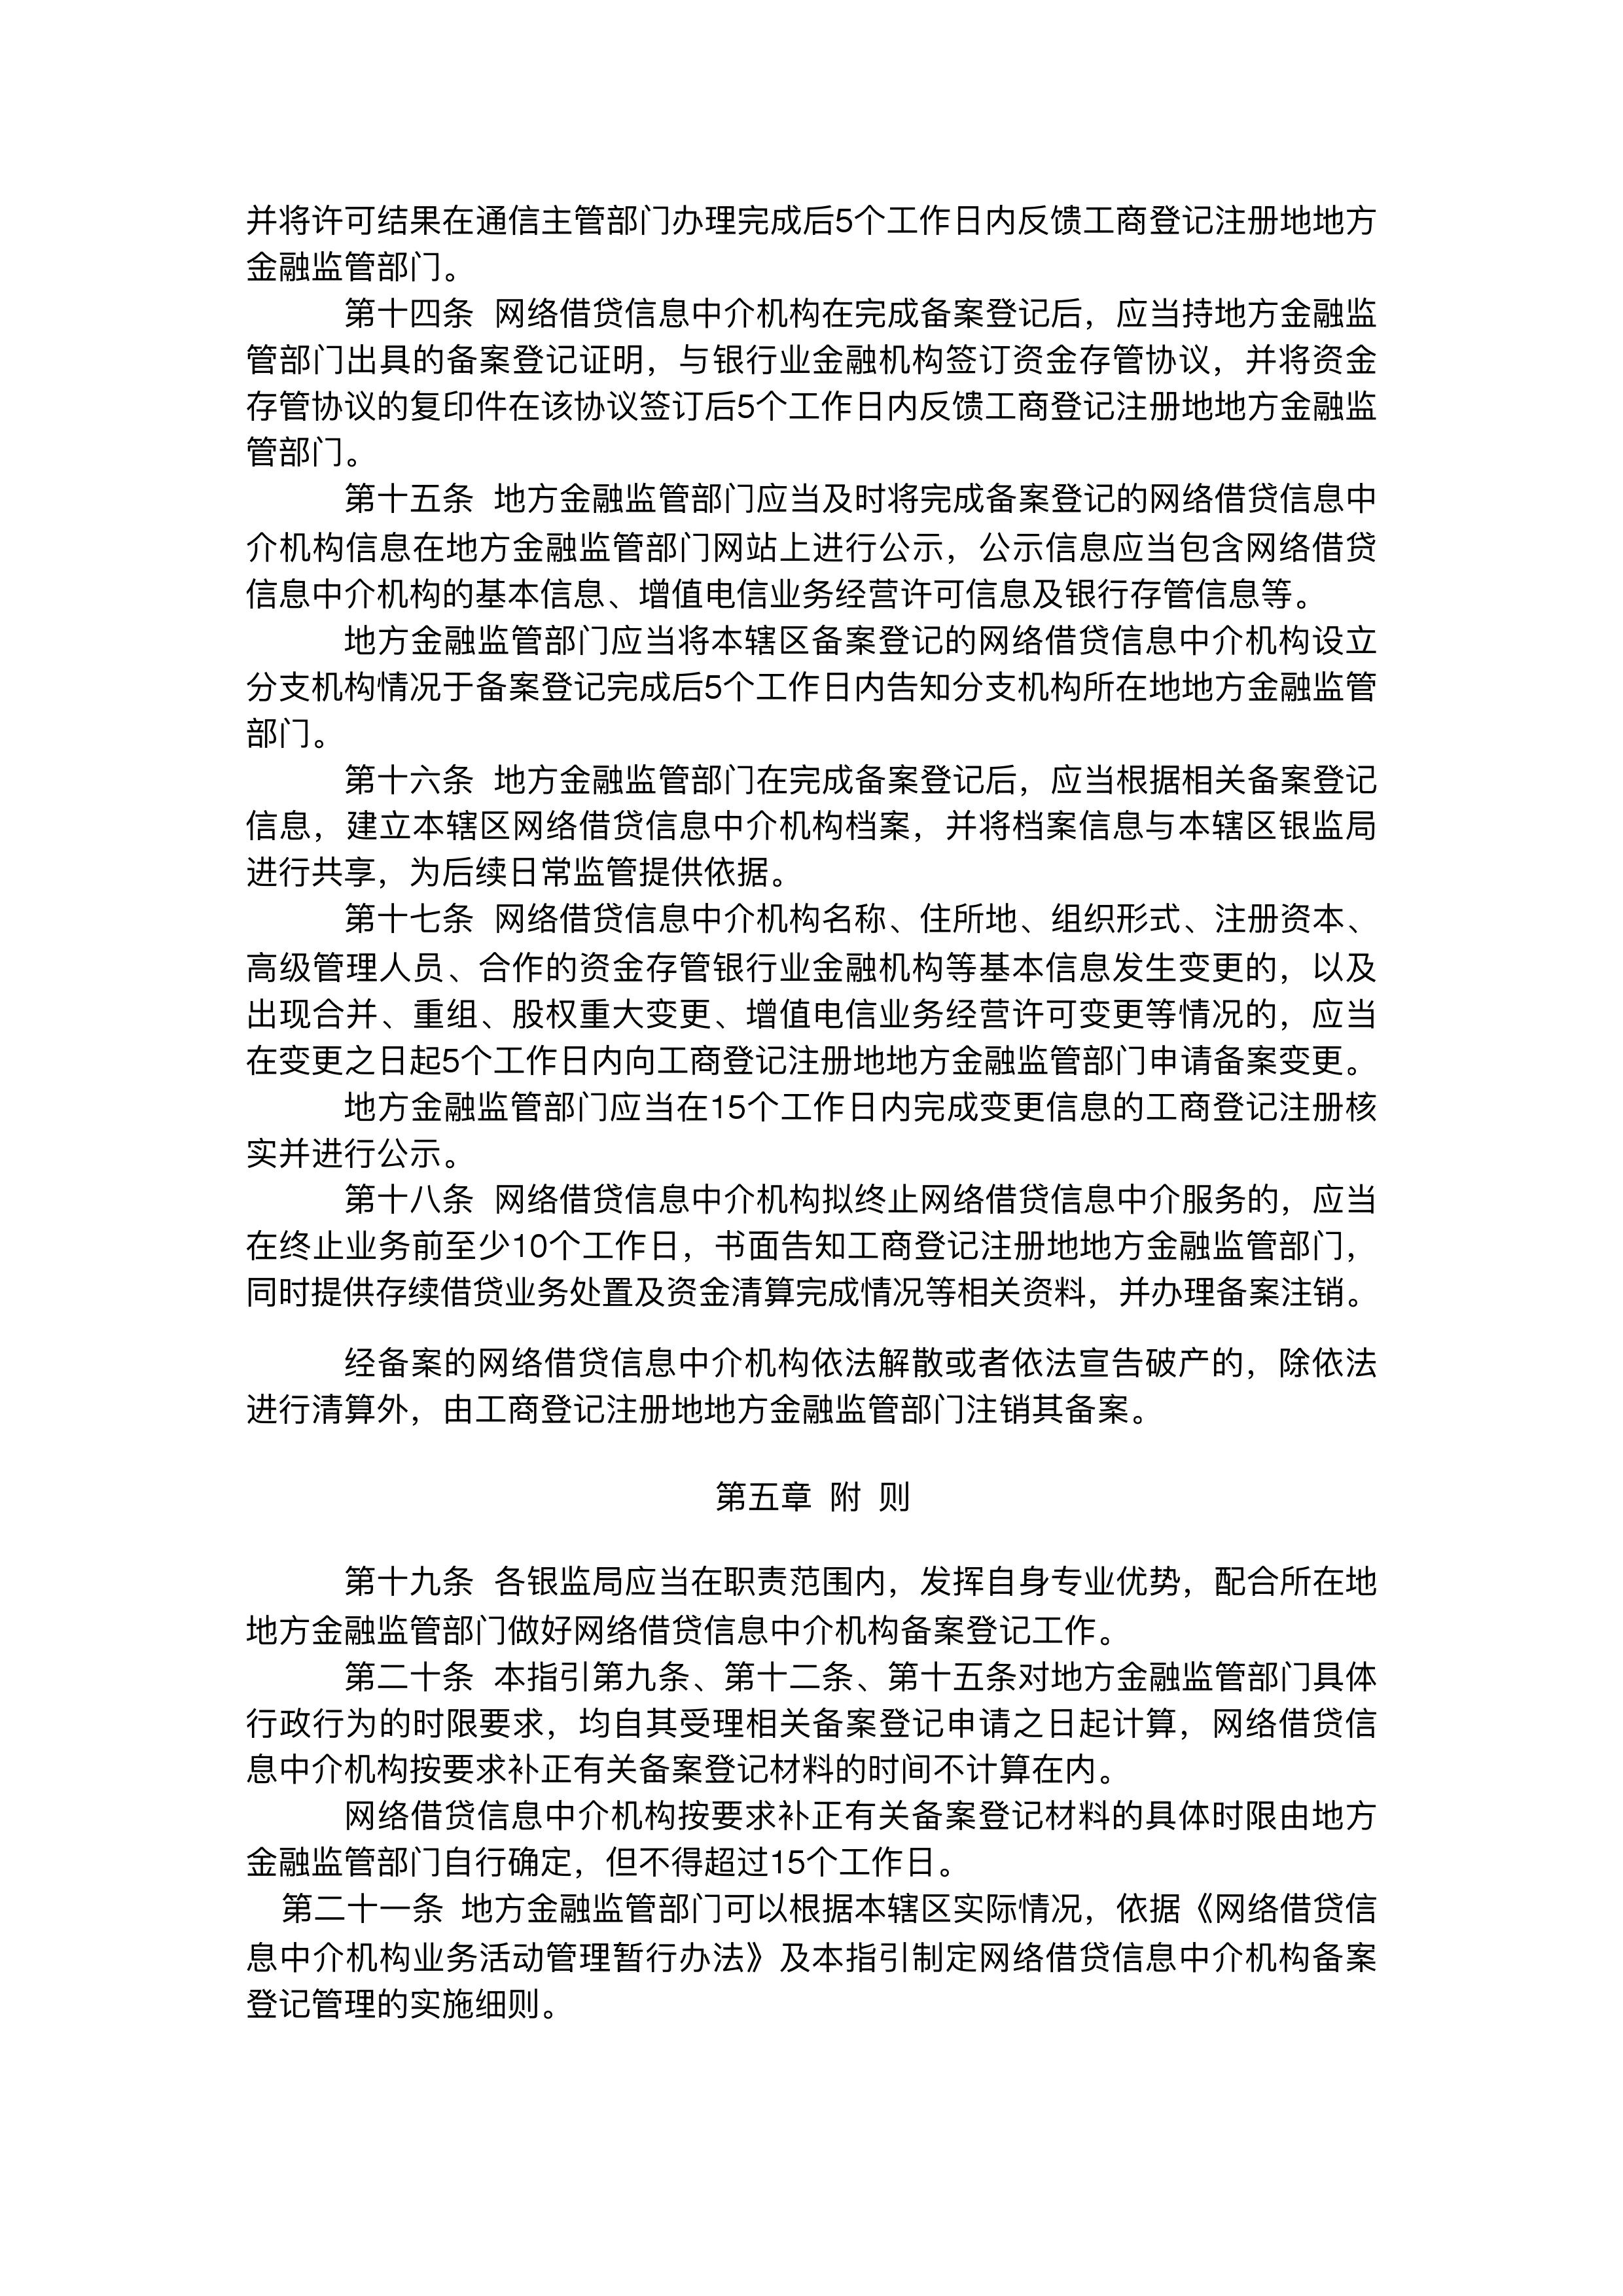 并将许可结果在通信主管部门办理完成后5个工作日内反馈工商登记注册地地方
金融监管部门。
第十四条 网络借贷信息中介机构在完成备案登记后，应当持地方金融监
管部门出具的备案登记证明，与银行业金融机构签订资金存管协议，并将资金
存管协议的复印件在该协议签订后5个工作日内反馈工商登记注册地地方金融监
管部门。
第十五条 地方金融监管部门应当及时将完成备案登记的网络借贷信息中
介机构信息在地方金融监管部门网站上进行公示，公示信息应当包含网络借贷
信息中介机构的基本信息、增值电信业务经营许可信息及银行存管信息等。
地方金融监管部门应当将本辖区备案登记的网络借贷信息中介机构设立
分支机构情况于备案登记完成后5个工作日内告知分支机构所在地地方金融监管
部门。
第十六条 地方金融监管部门在完成备案登记后，应当根据相关备案登记
信息，建立本辖区网络借贷信息中介机构档案，并将档案信息与本辖区银监局
进行共享，为后续日常监管提供依据。
第十七条 网络借贷信息中介机构名称、住所地、组织形式、注册资本、
高级管理人员、合作的资金存管银行业金融机构等基本信息发生变更的，以及
出现合并、重组、股权重大变更、增值电信业务经营许可变更等情况的，应当
在变更之日起5个工作日内向工商登记注册地地方金融监管部门申请备案变更。
地方金融监管部门应当在15个工作日内完成变更信息的工商登记注册核
实并进行公示。
第十八条 网络借贷信息中介机构拟终止网络借贷信息中介服务的，应当
在终止业务前至少10个工作日，书面告知工商登记注册地地方金融监管部门，
同时提供存续借贷业务处置及资金清算完成情况等相关资料，并办理备案注销。
经备案的网络借贷信息中介机构依法解散或者依法宣告破产的，除依法
进行清算外，由工商登记注册地地方金融监管部门注销其备案。
第五章 附 则
第十九条 各银监局应当在职责范围内，发挥自身专业优势，配合所在地
地方金融监管部门做好网络借贷信息中介机构备案登记工作。
第二十条 本指引第九条、第十二条、第十五条对地方金融监管部门具体
行政行为的时限要求，均自其受理相关备案登记申请之日起计算，网络借贷信
息中介机构按要求补正有关备案登记材料的时间不计算在内。
网络借贷信息中介机构按要求补正有关备案登记材料的具体时限由地方
金融监管部门自行确定，但不得超过15个工作日。
第二十一条 地方金融监管部门可以根据本辖区实际情况，依据《网络借贷信
息中介机构业务活动管理暂行办法》及本指引制定网络借贷信息中介机构备案
登记管理的实施细则。